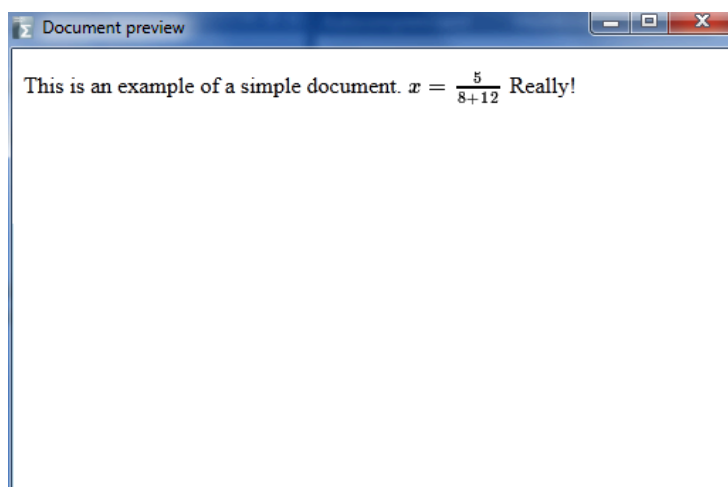 Document preview
This is an example of a simple document. x = 5/(8+12) Really!